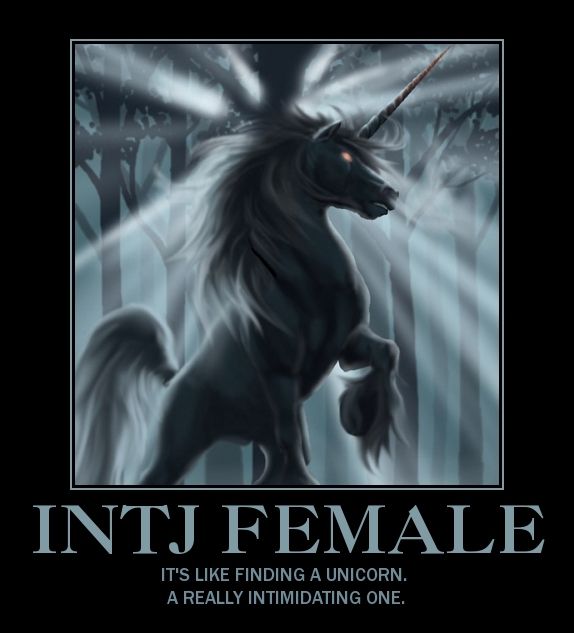 INTJ FEMALE
IT'S LIKE FINDING A UNICORN.
A REALLY INTIMIDATING ONE.